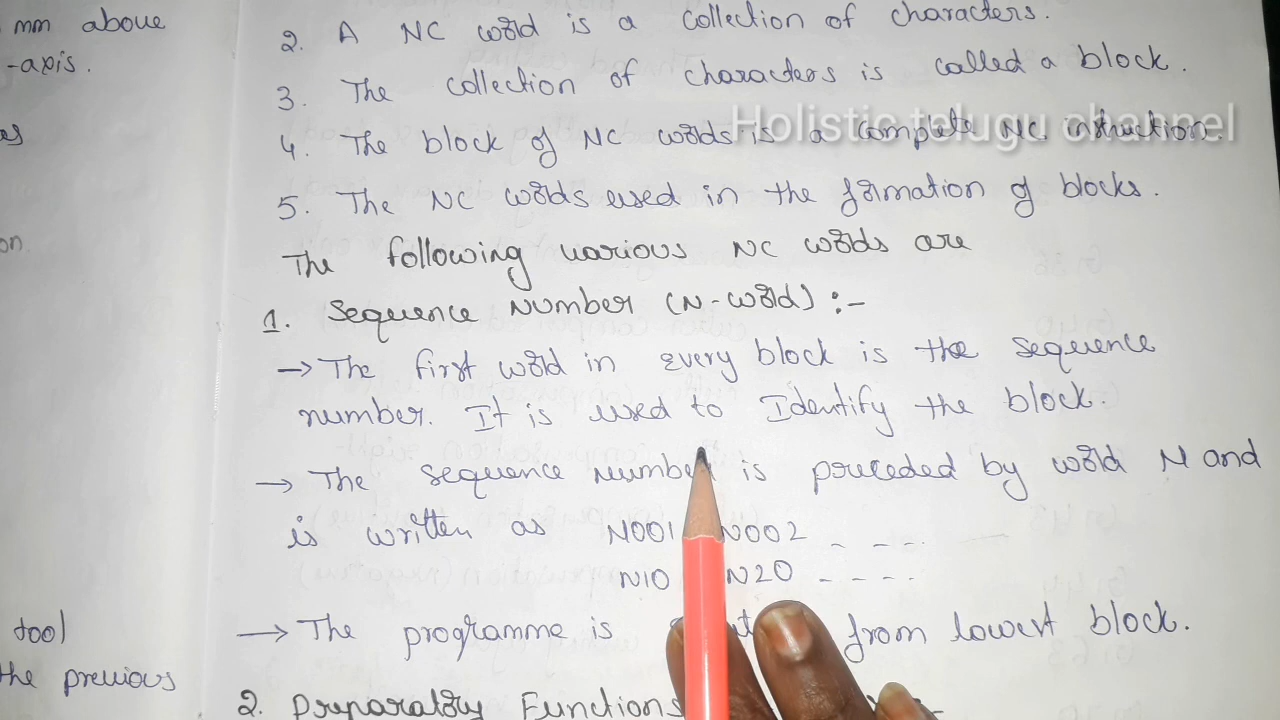 mm above
-axis.
2. A NC word is a collection of characters.
3. The collection of characters is called a block.
Holistic telugu channel
4. The block of NC words is a complete NC instruction.
5. The NC words used in the formation of blocks.
The following various NC words are
1. Sequence Number (N-word) :-
→ The first word in every block is the sequence
number. It is used to Identify the block.
→ The sequence Number is preceded by word N and
is written as N001 N002 - - - -
N10 N20 - - - -
→ The programme is from lowest block.
tool
the previous
2. Preparatory Functions